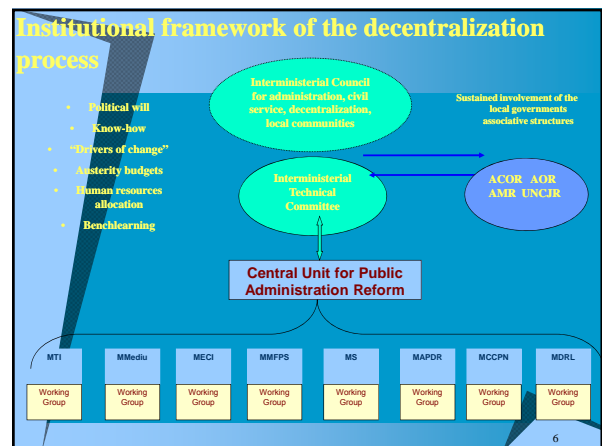 Institutional framework of the decentralization
process
• Political will
• Know-how
• “Drivers of change”
• Austerity budgets
• Human resources
allocation
• Benchlearning
Interministerial Council
for administration, civil
service, decentralization,
local communities
Sustained involvement of the
local governments
associative structures
Interministerial
Technical
Committee
ACOR AOR
AMR UNCJR
Central Unit for Public
Administration Reform
MTI
MMediu
MECI
MMFPS
MS
MAPDR
MCCPN
MDRL
Working
Group
Working
Group
Working
Group
Working
Group
Working
Group
Working
Group
Working
Group
Working
Group
6